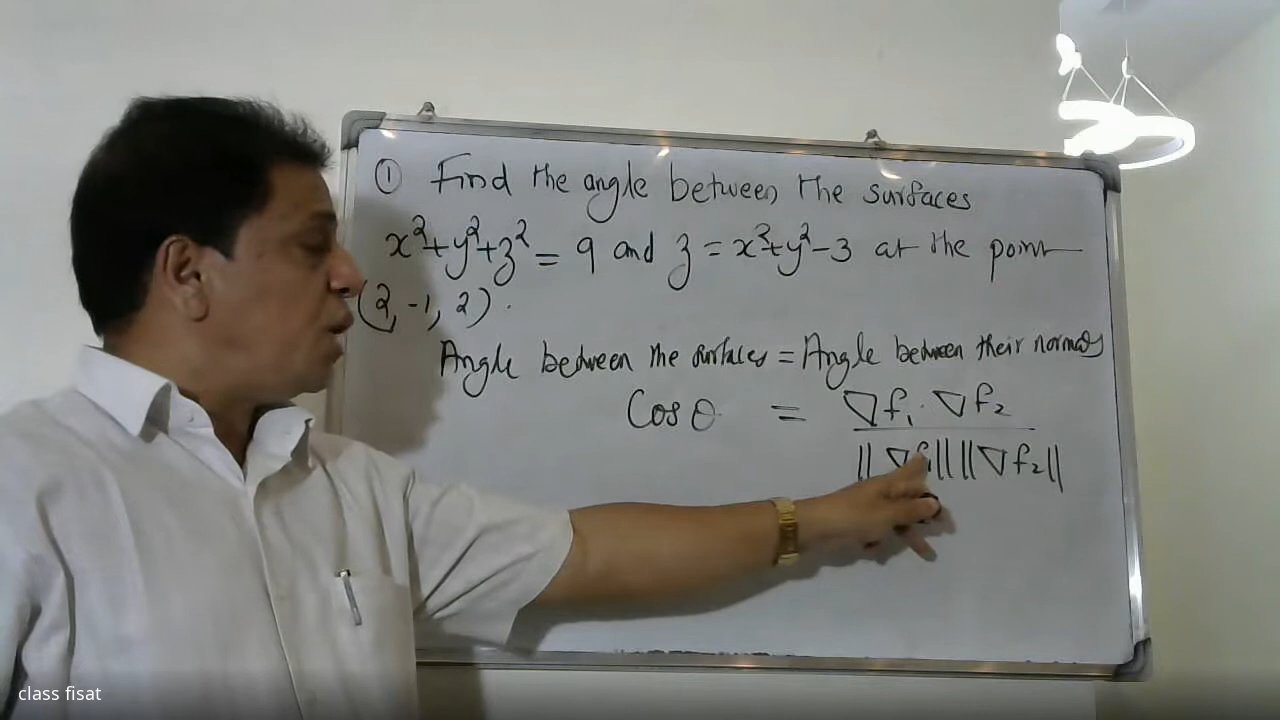 ① Find the angle between the surfaces
x²+y²+z² = 9 and z = x²+y²-3 at the point
(2, -1, 2).
Angle between the surfaces = Angle between their normals
Cos θ = ∇f₁ . ∇f₂
||∇f₁|| ||∇f₂||
class fisat